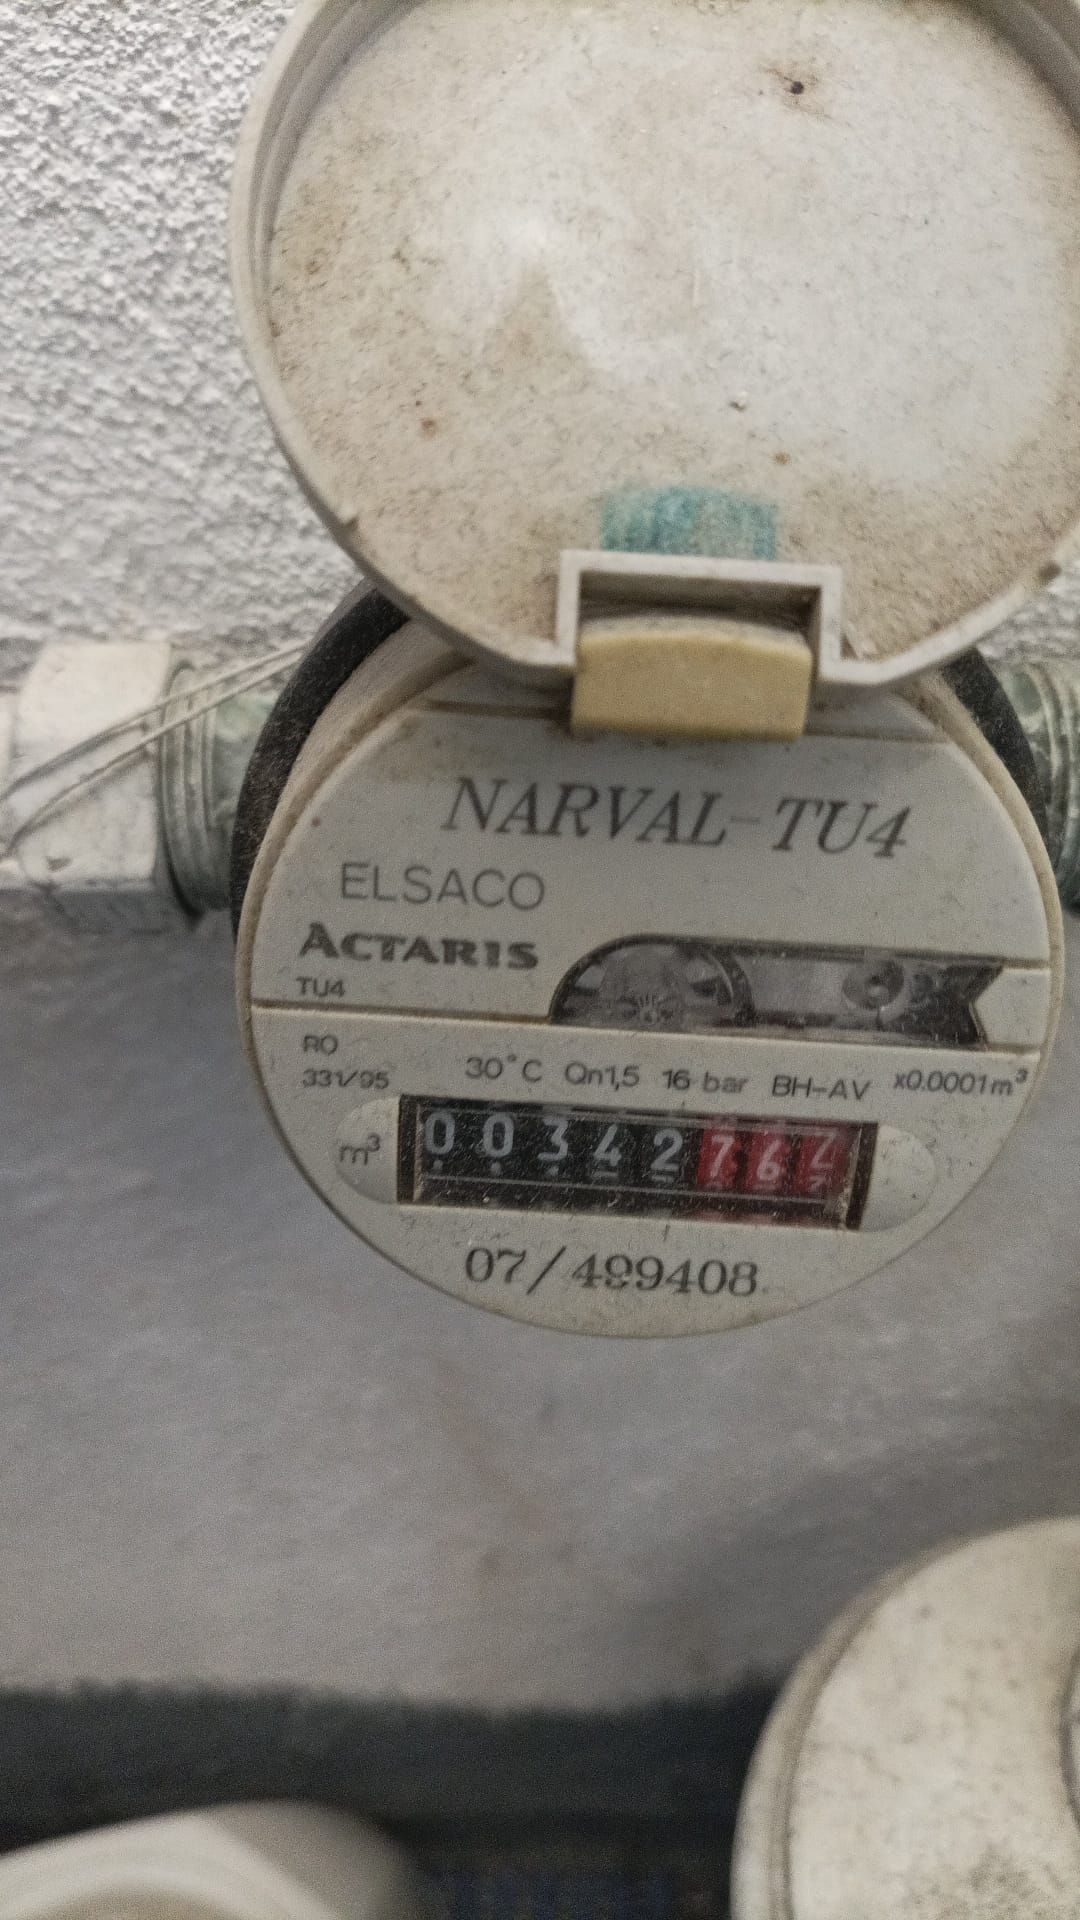 NARVAL-TU4
ELSACO
ACTARIS
TU4
RO
331/95
30°C Qn1,5 16 bar BH-AV x0.0001m³
m³ 0034276
07/499408